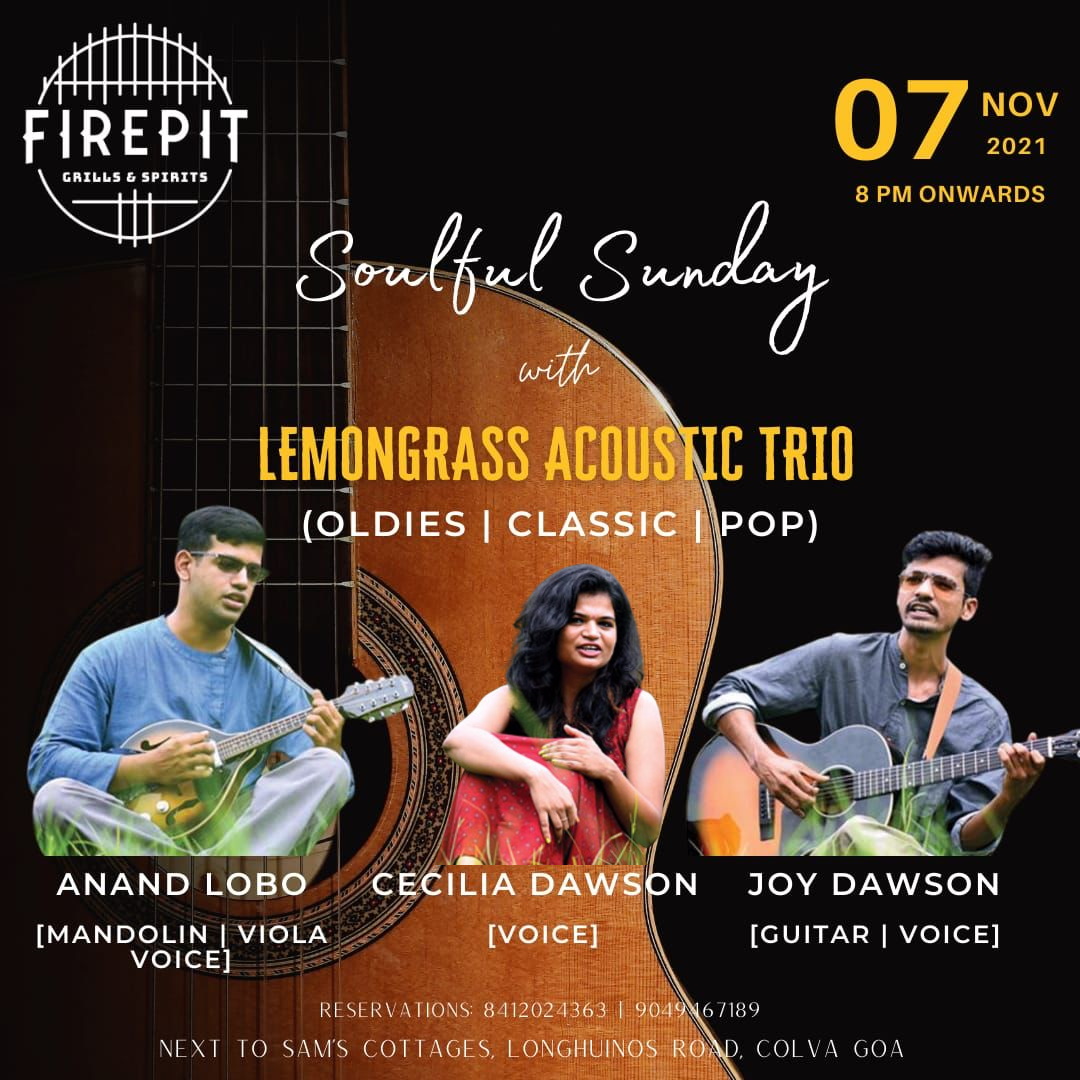 FIREPIT
GRILLS & SPIRITS
07 NOV
2021
8 PM ONWARDS
Soulful Sunday
with
LEMONGRASS ACOUSTIC TRIO
(OLDIES | CLASSIC | POP)
ANAND LOBO
[MANDOLIN | VIOLA
VOICE]
CECILIA DAWSON
[VOICE]
JOY DAWSON
[GUITAR | VOICE]
RESERVATIONS: 8412024363 | 9049467189
NEXT TO SAM'S COTTAGES, LONGHUINOS ROAD, COLVA GOA